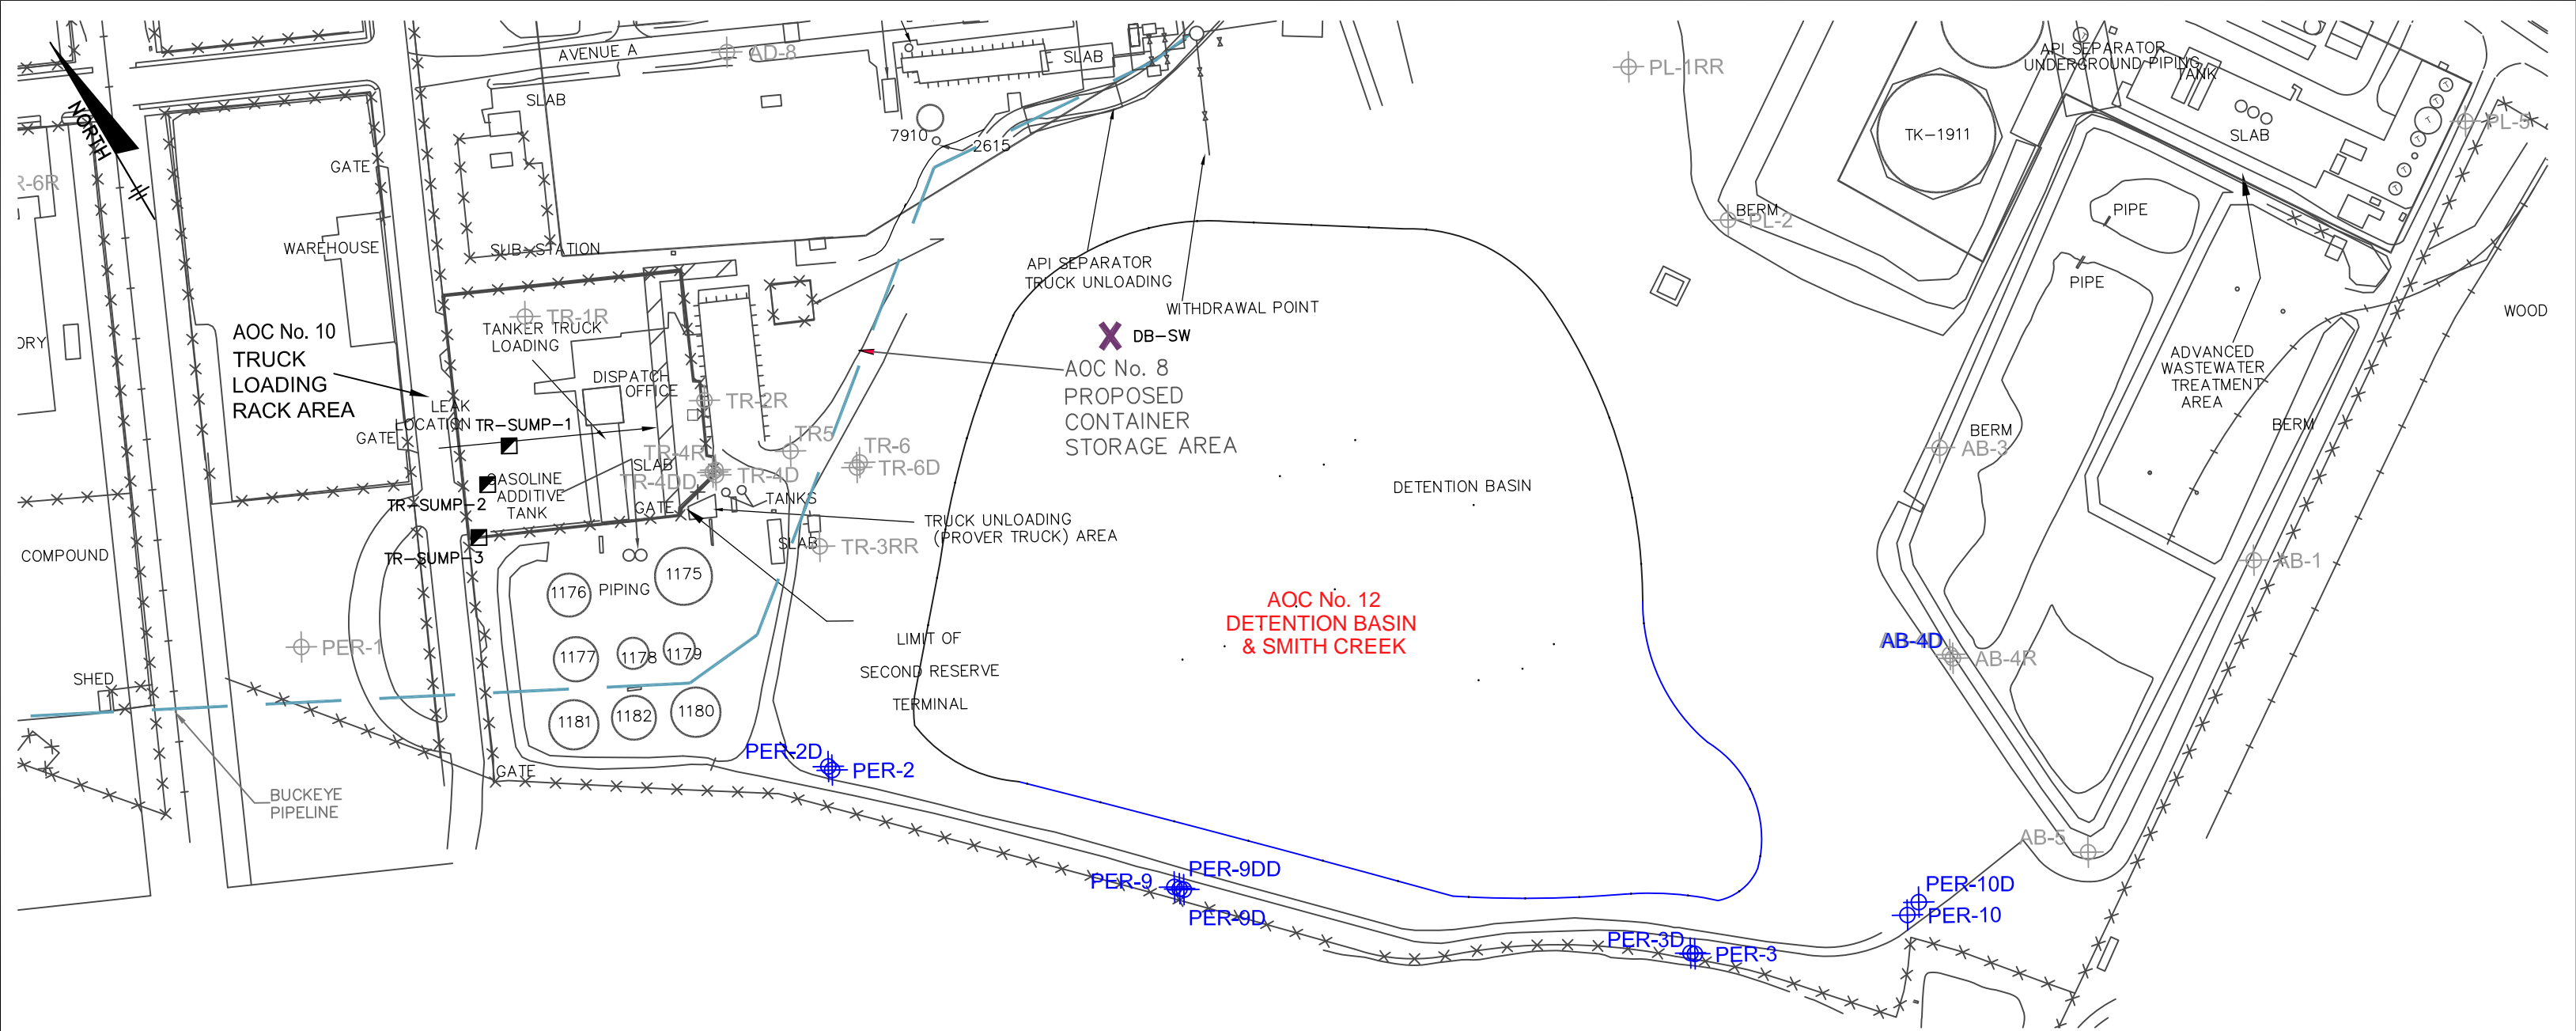 NORTH
AVENUE A
AD-8
SLAB
SLAB
7910
2615
PL-1RR
API SEPARATOR
UNDERGROUND PIPING
TANK
TK-1911
SLAB
PL-5
GATE
R-6R
WAREHOUSE
SUB-STATION
BERM
PL-2
PIPE
PIPE
API SEPARATOR
TRUCK UNLOADING
WITHDRAWAL POINT
WOOD
AOC No. 10
TRUCK
LOADING
RACK AREA
TR-1R
TANKER TRUCK
LOADING
DB-SW
AOC No. 8
PROPOSED
CONTAINER
STORAGE AREA
ADVANCED
WASTEWATER
TREATMENT
AREA
ORY
DISPATCH
OFFICE
TR-2R
LEAK
LOCATION
GATE
TR-SUMP-1
BERM
BERM
AB-3
TR5
TR-6
TR-6D
TR-4R
TR-4D
TR-4DD
SLAB
GASOLINE
ADDITIVE
TANK
TR-SUMP-2
GATE
TANKS
DETENTION BASIN
TRUCK UNLOADING
(PROVER TRUCK) AREA
SLAB
TR-3RR
TR-SUMP-3
COMPOUND
AB-1
1175
1176
PIPING
AOC No. 12
DETENTION BASIN
& SMITH CREEK
LIMIT OF
SECOND RESERVE
TERMINAL
PER-1
1177
1178
1179
AB-4D
AB-4R
SHED
1181
1182
1180
PER-2D
PER-2
GATE
BUCKEYE
PIPELINE
AB-5
PER-9DD
PER-9
PER-9D
PER-10D
PER-10
PER-3D
PER-3